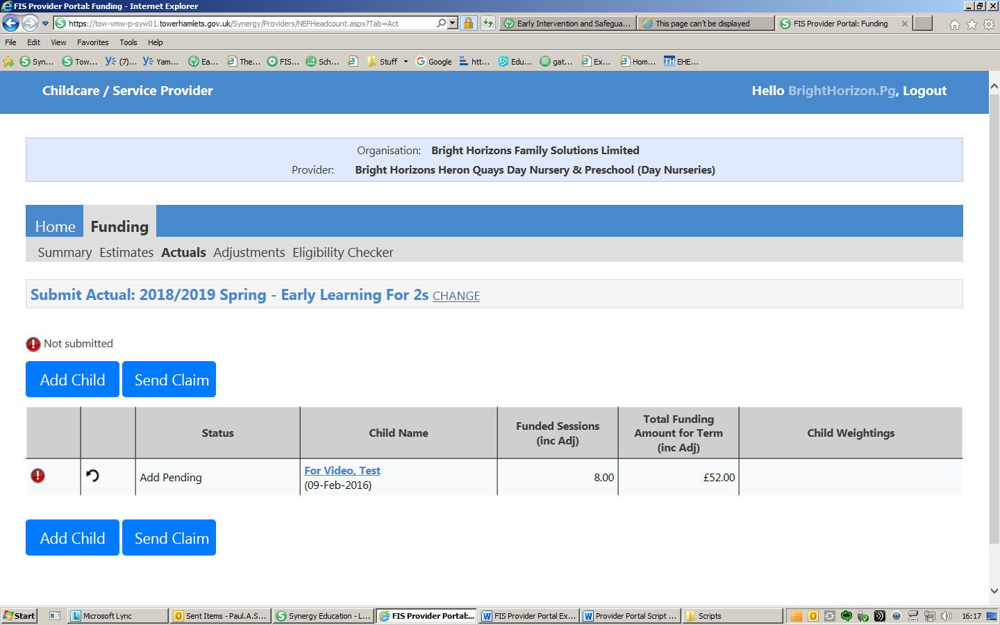 FIS Provider Portal: Funding - Internet Explorer
https://tow-vmw-p-syw01.towerhamlets.gov.uk/Synergy/Providers/NEFHeadcount.aspx?Tab=Act
Early Intervention and Safegua...
This page can't be displayed
FIS Provider Portal: Funding
File Edit View Favorites Tools Help
Syn... Tow... (7)... Yam... Ea... The... FIS... Sch... Stuff Google htt... Edu... gat... Ex... Hom... EHE...
Childcare / Service Provider
Hello BrightHorizon.Pg, Logout
Organisation: Bright Horizons Family Solutions Limited
Provider: Bright Horizons Heron Quays Day Nursery & Preschool (Day Nurseries)
Home Funding
Summary Estimates Actuals Adjustments Eligibility Checker
Submit Actual: 2018/2019 Spring - Early Learning For 2s CHANGE
Not submitted
Add Child Send Claim
Status
Child Name
Funded Sessions
(inc Adj)
Total Funding
Amount for Term
(inc Adj)
Child Weightings
Add Pending
For Video, Test
(09-Feb-2016)
8.00
£52.00
Add Child Send Claim
Start
Microsoft Lync
Sent Items - Paul.A.S...
Synergy Education - L...
FIS Provider Portal:...
FIS Provider Portal Ex...
Provider Portal Script ...
Scripts
16:17